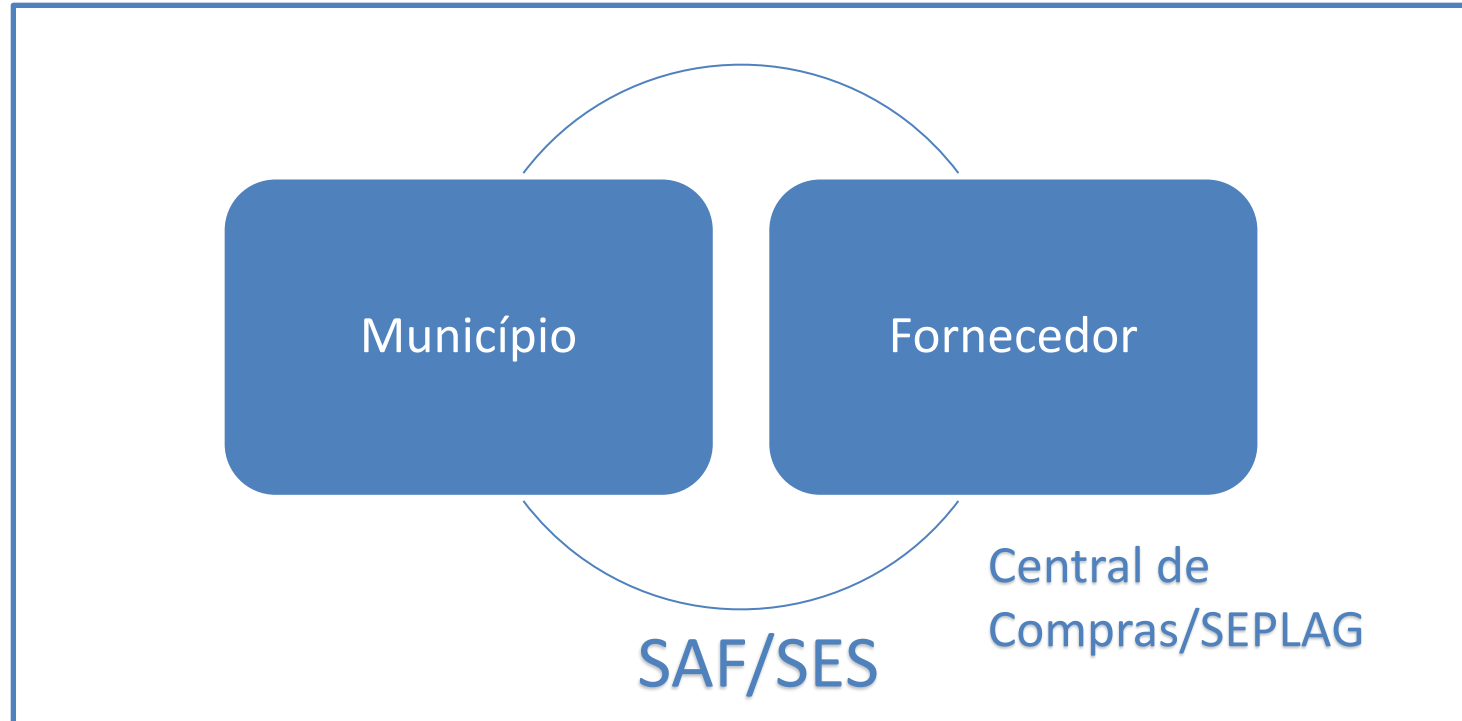 Município
Fornecedor
Central de
Compras/SEPLAG
SAF/SES